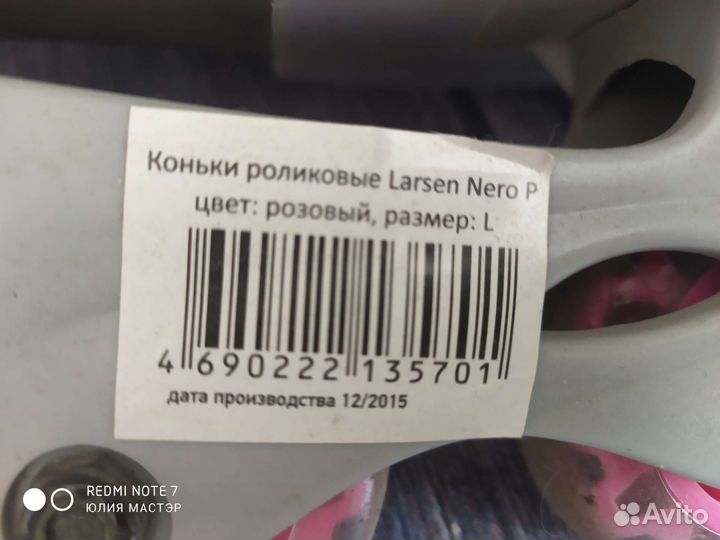 Коньки роликовые Larsen Nero P
цвет: розовый, размер: L
4 690222 135701
дата производства 12/2015
REDMI NOTE 7
ЮЛИЯ МАСТЭР
Avito